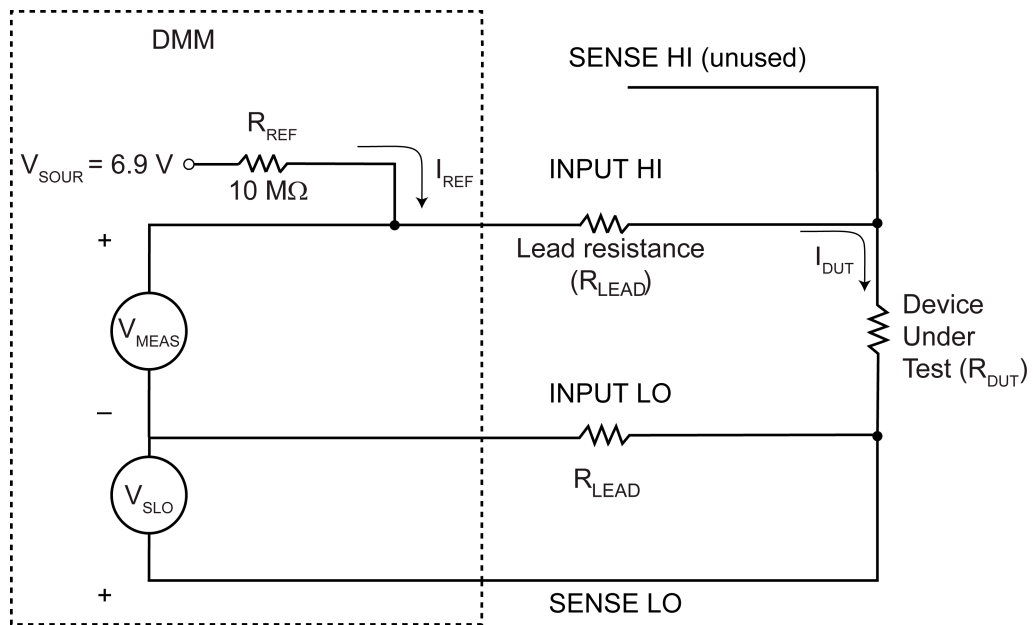 DMM
SENSE HI (unused)
R_REF
V_SOUR = 6.9 V
10 MΩ
I_REF
INPUT HI
+
Lead resistance
(R_LEAD)
I_DUT
V_MEAS
Device
Under
Test (R_DUT)
INPUT LO
–
R_LEAD
V_SLO
+
SENSE LO